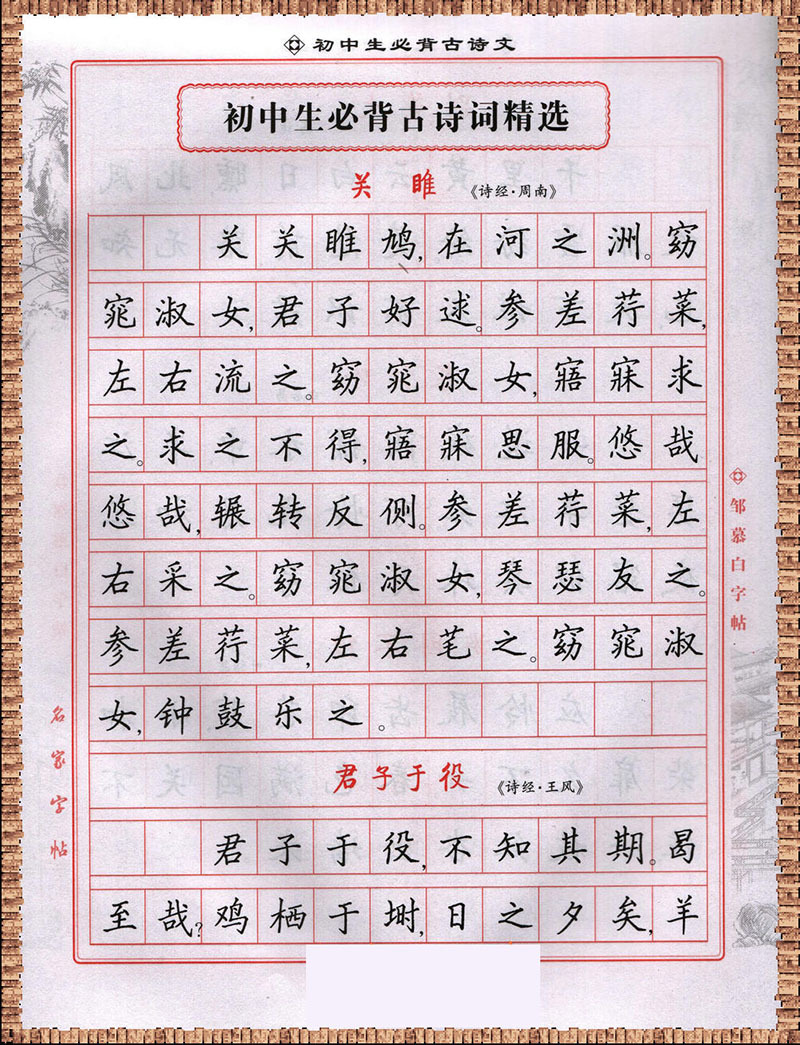 初中生必背古诗文
初中生必背古诗词精选
关雎 《诗经·周南》
关关雎鸠,在河之洲。窈
窕淑女,君子好逑。参差荇菜,
左右流之。窈窕淑女,寤寐求
之。求之不得,寤寐思服。悠哉
悠哉,辗转反侧。参差荇菜,左
右采之。窈窕淑女,琴瑟友之。
参差荇菜,左右芼之。窈窕淑
女,钟鼓乐之。
君子于役 《诗经·王风》
君子于役,不知其期。曷
至哉?鸡栖于埘,日之夕矣,羊
邹慕白字帖
名家字帖